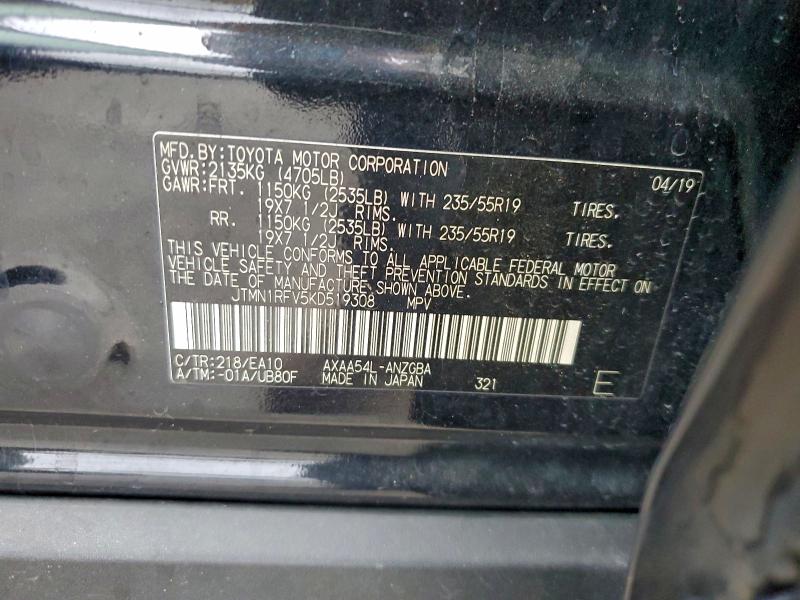 MFD.BY:TOYOTA MOTOR CORPORATION 04/19
GVWR:2135KG (4705LB)
GAWR:FRT. 1150KG (2535LB) WITH 235/55R19 TIRES,
19X7 1/2J RIMS.
RR. 1150KG (2535LB) WITH 235/55R19 TIRES,
19X7 1/2J RIMS.
THIS VEHICLE CONFORMS TO ALL APPLICABLE FEDERAL MOTOR
VEHICLE SAFETY AND THEFT PREVENTION STANDARDS IN EFFECT ON
THE DATE OF MANUFACTURE SHOWN ABOVE.
JTMN1RFV5KD519308 MPV
C/TR:218/EA10 AXAA54L-ANZGBA
A/TM:-01A/UB80F MADE IN JAPAN 321 E